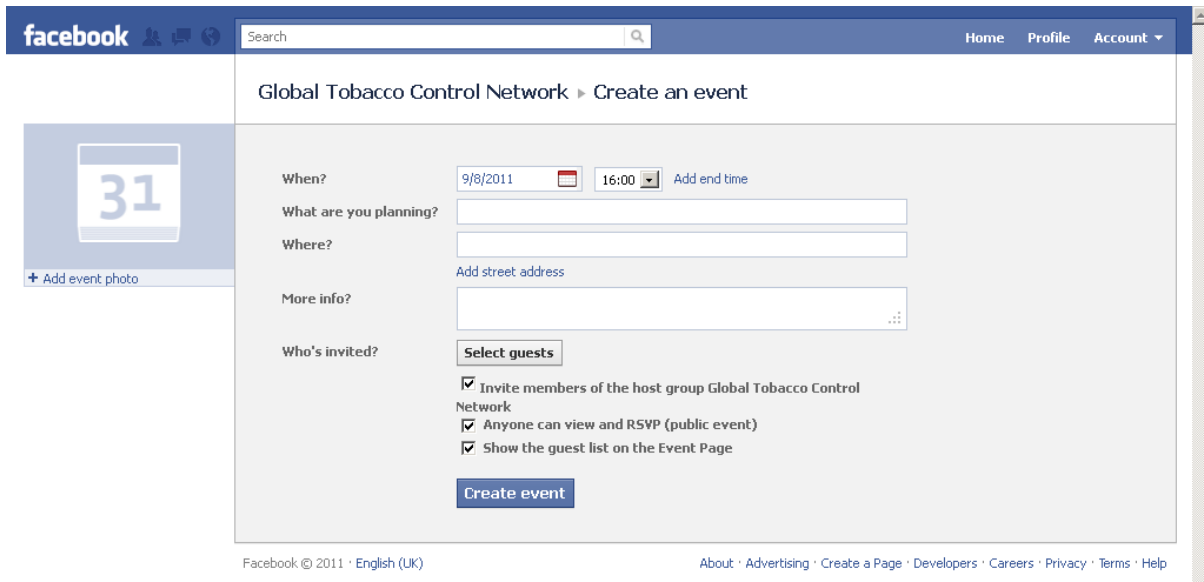 facebook
Search
Home Profile Account
Global Tobacco Control Network Create an event
31
+ Add event photo
When? 9/8/2011 16:00 Add end time
What are you planning?
Where?
Add street address
More info?
Who's invited? Select guests
Invite members of the host group Global Tobacco Control
Network
Anyone can view and RSVP (public event)
Show the guest list on the Event Page
Create event
Facebook © 2011 · English (UK)
About · Advertising · Create a Page · Developers · Careers · Privacy · Terms · Help